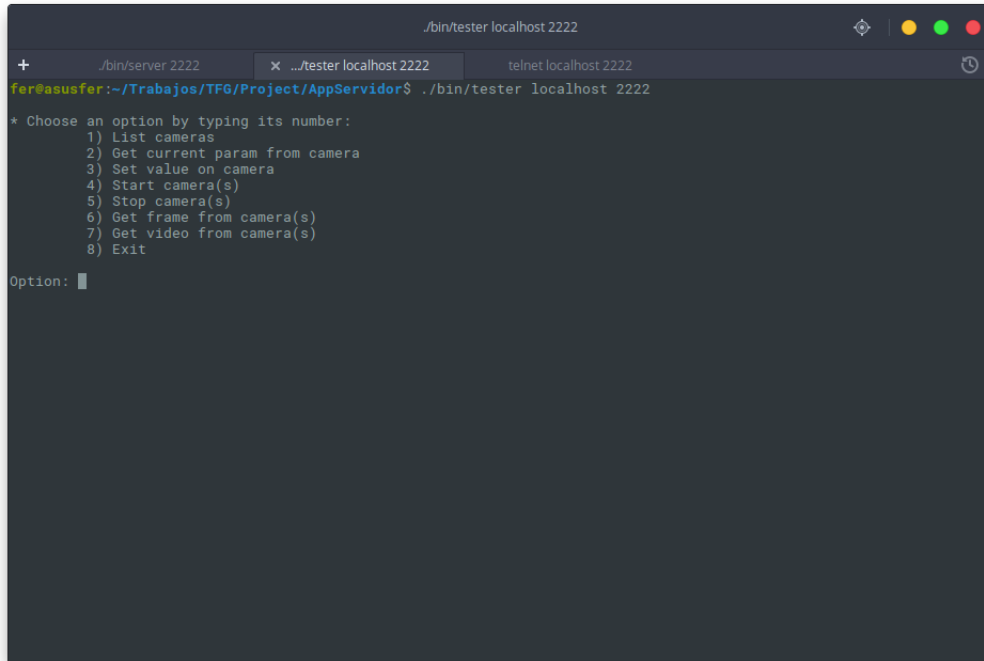 ./bin/tester localhost 2222
./bin/server 2222
.../tester localhost 2222
telnet localhost 2222
fer@asusfer:~/Trabajos/TFG/Project/AppServidor$ ./bin/tester localhost 2222
* Choose an option by typing its number:
1) List cameras
2) Get current param from camera
3) Set value on camera
4) Start camera(s)
5) Stop camera(s)
6) Get frame from camera(s)
7) Get video from camera(s)
8) Exit
Option: